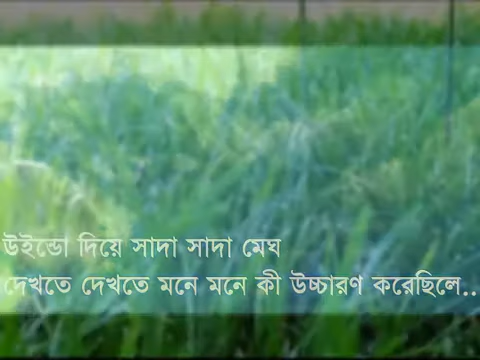 উইন্ডো দিয়ে সাদা সাদা মেঘ
দেখতে দেখতে মনে মনে কী উচ্চারণ করেছিলে..